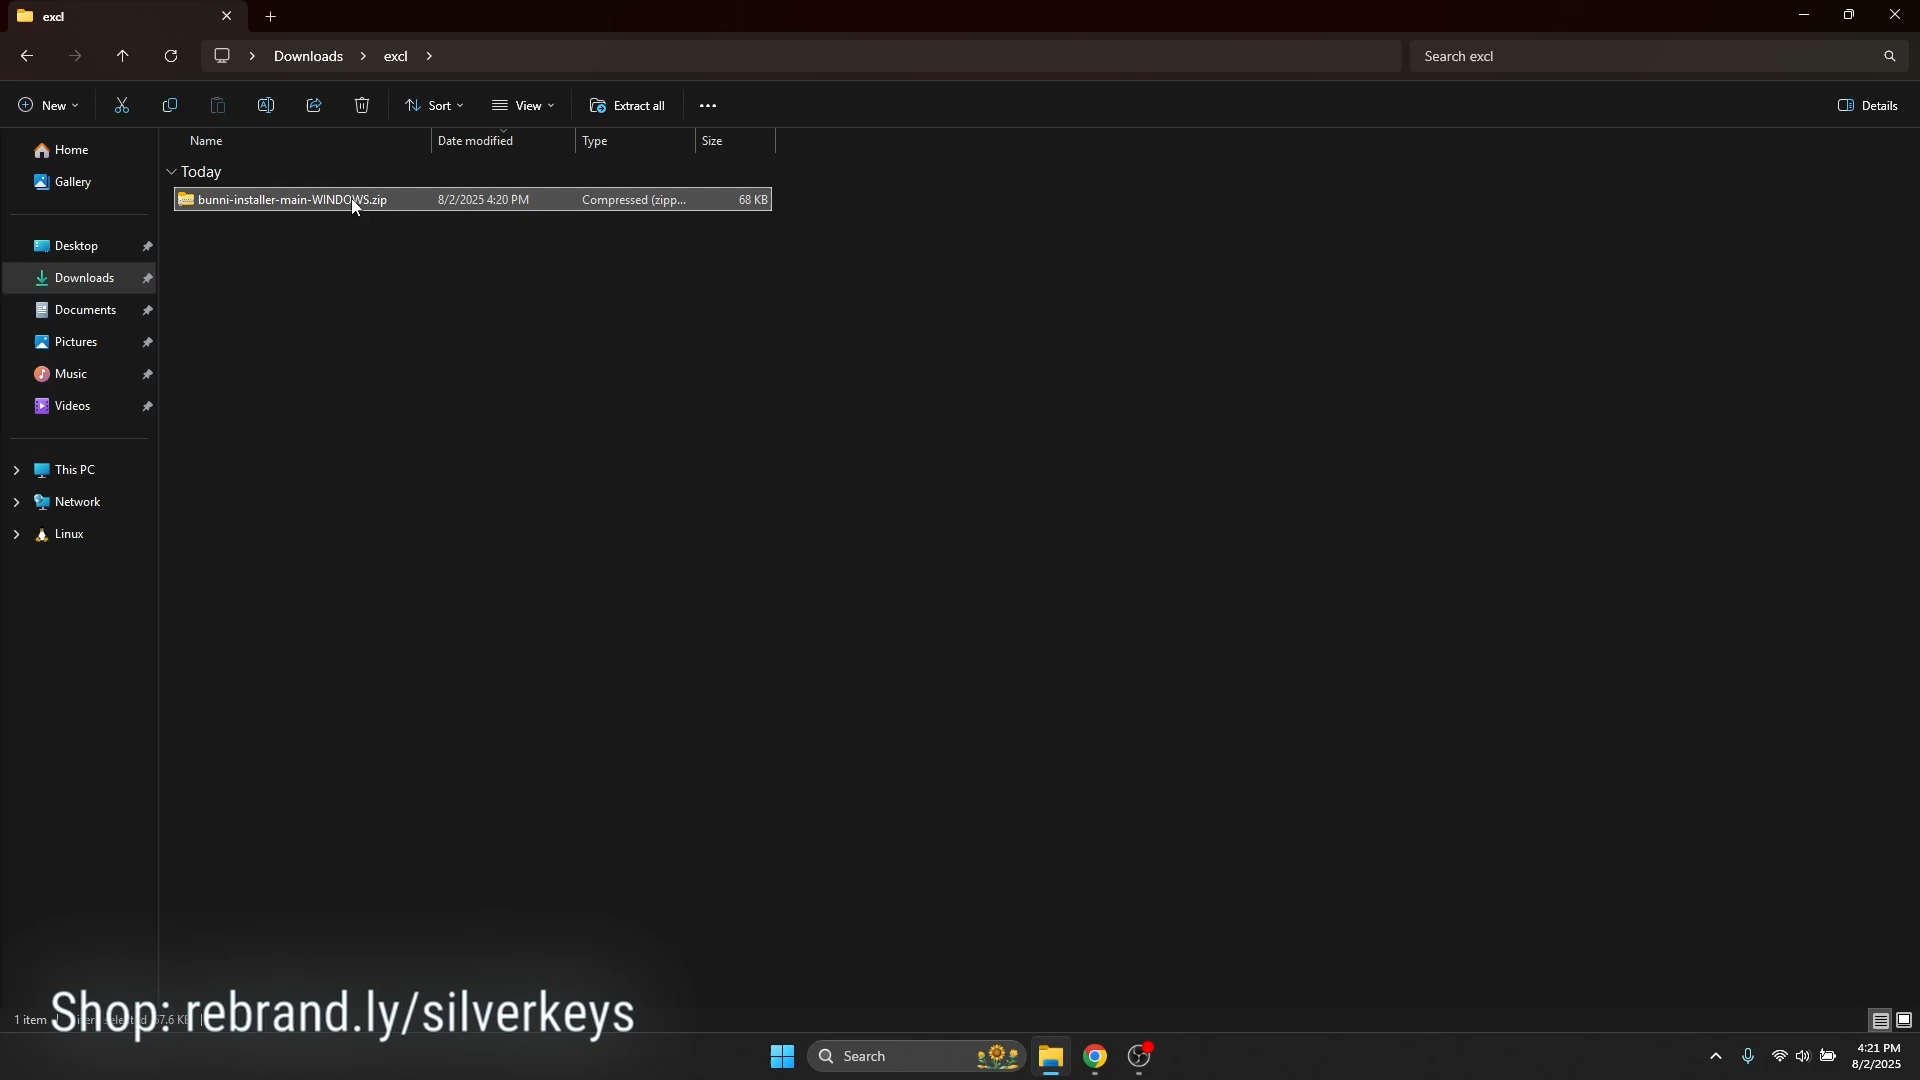 excl
Downloads
excl
Search excl
New
Sort
View
Extract all
Details
Name
Date modified
Type
Size
Home
Today
Gallery
bunni-installer-main-WINDOWS.zip
8/2/2025 4:20 PM
Compressed (zipp...
68 KB
Desktop
Downloads
Documents
Pictures
Music
Videos
This PC
Network
Linux
Shop: rebrand.ly/silverkeys
1 item
Search
4:21 PM
8/2/2025